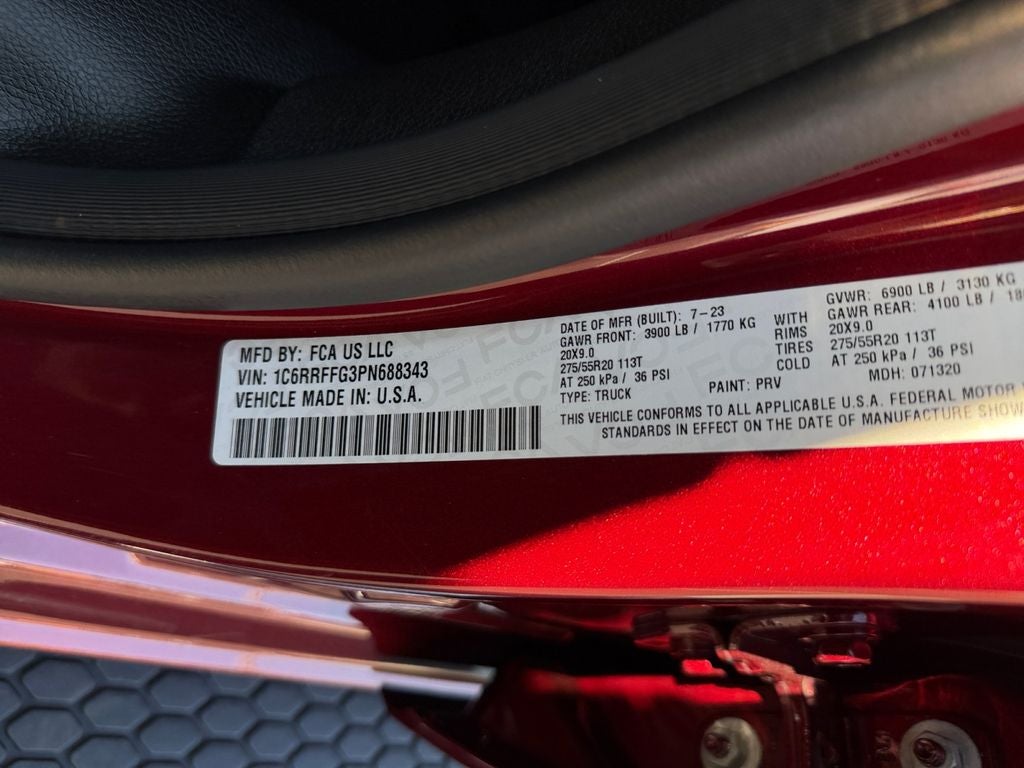 MFD BY: FCA US LLC
VIN: 1C6RRFFG3PN688343
VEHICLE MADE IN: U.S.A.
DATE OF MFR (BUILT): 7-23
GAWR FRONT: 3900 LB / 1770 KG
20X9.0
275/55R20 113T
AT 250 kPa / 36 PSI
TYPE: TRUCK
PAINT: PRV
WITH
RIMS
TIRES
COLD
GVWR: 6900 LB / 3130 KG
GAWR REAR: 4100 LB / 18
20X9.0
275/55R20 113T
AT 250 kPa / 36 PSI
MDH: 071320
THIS VEHICLE CONFORMS TO ALL APPLICABLE U.S.A. FEDERAL MOTOR
STANDARDS IN EFFECT ON THE DATE OF MANUFACTURE SHOW